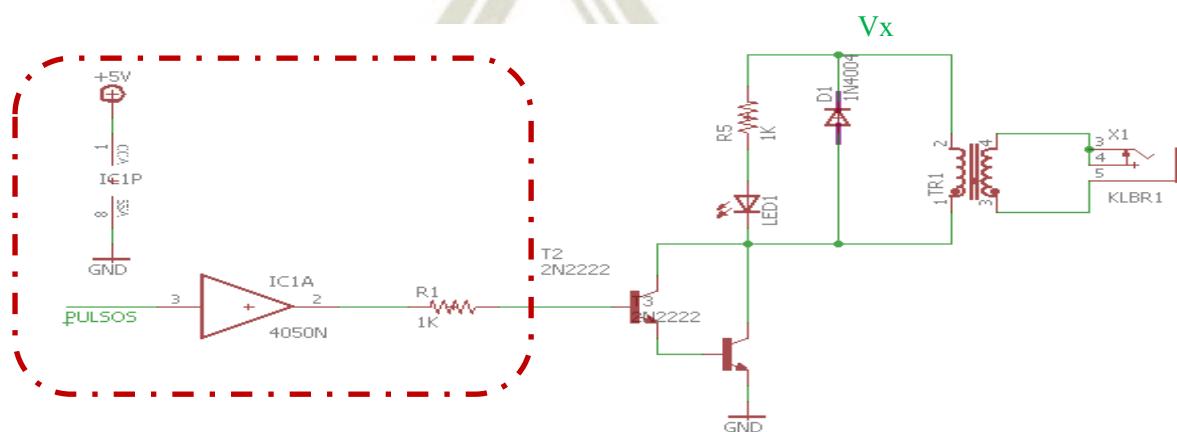 Vx
+5V
1
VCC
IC1P
VSS
8
GND
PULSOS
3
IC1A
2
4050N
R1
1K
T2
2N2222
T3
2N2222
GND
R5
1K
LED1
D1
1N4004
2
TR1
1
4
3
3
4
5
X1
KLBR1